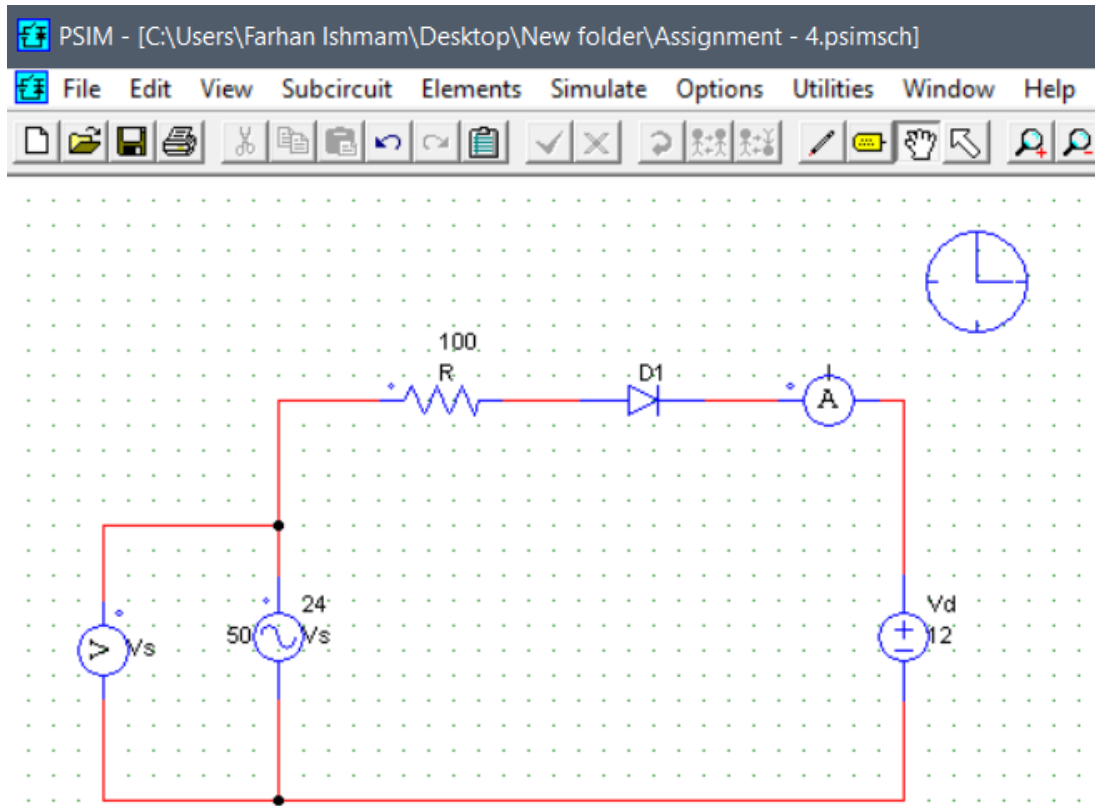 PSIM - [C:\Users\Farhan Ishmam\Desktop\New folder\Assignment - 4.psimsch]
File Edit View Subcircuit Elements Simulate Options Utilities Window Help
100
R
D1
I
A
24
50
Vs
V
Vs
Vd
12